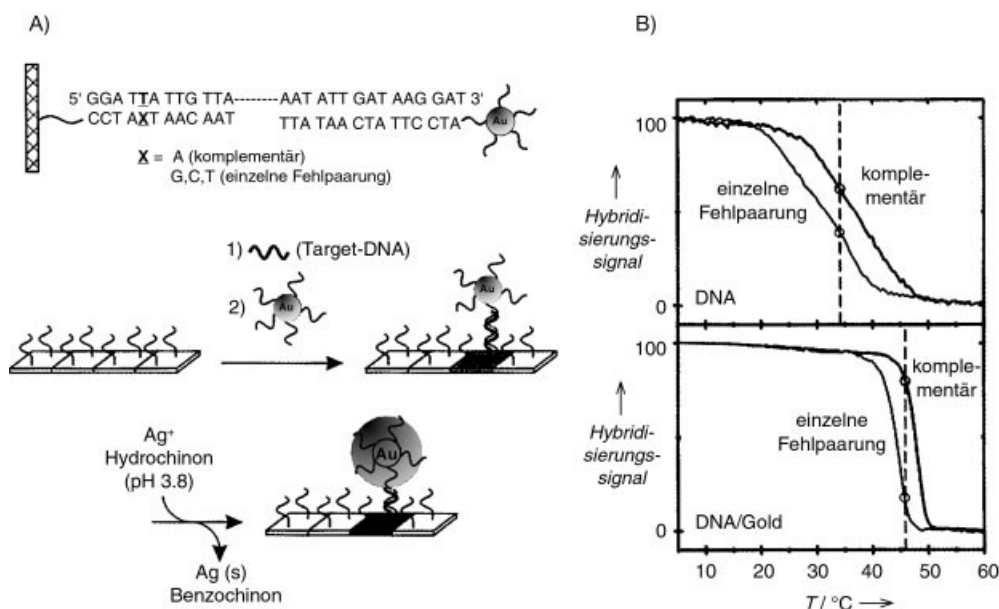 A)
5' GGA TTA TTG TTA--------AAT ATT GAT AAG GAT 3'
CCT AXT AAC AAT TTA TAA CTA TTC CTA
Au
X = A (komplementär)
G,C,T (einzelne Fehlpaarung)
1) (Target-DNA)
2) Au
Au
Ag⁺
Hydrochinon
(pH 3.8)
Au
Ag (s)
Benzochinon
B)
100
einzelne
Fehlpaarung
komple-
mentär
Hybridi-
sierungs-
signal
0
DNA
100
komple-
mentär
einzelne
Fehlpaarung
Hybridi-
sierungs-
signal
0
DNA/Gold
10 20 30 40 50 60
T / °C